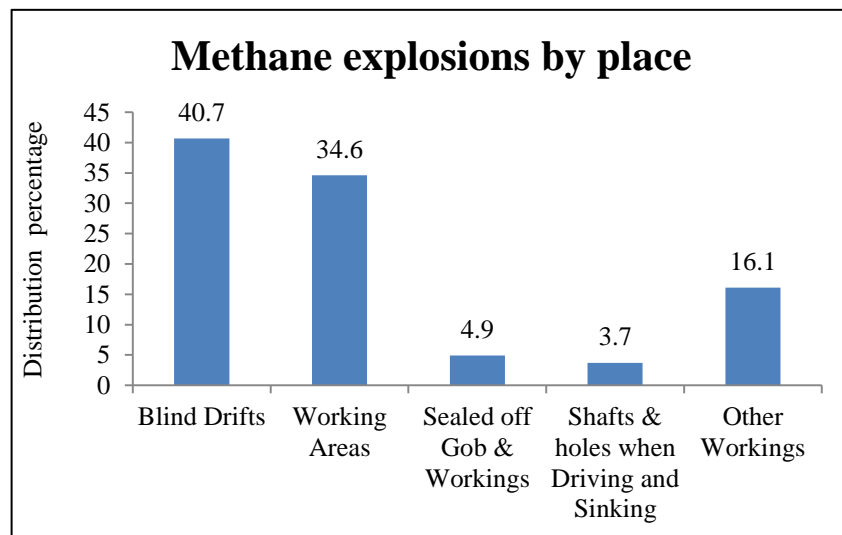 Methane explosions by place
Distribution percentage
45
40
35
30
25
20
15
10
5
0
40.7
34.6
4.9
3.7
16.1
Blind Drifts
Working
Areas
Sealed off
Gob &
Workings
Shafts &
holes when
Driving and
Sinking
Other
Workings